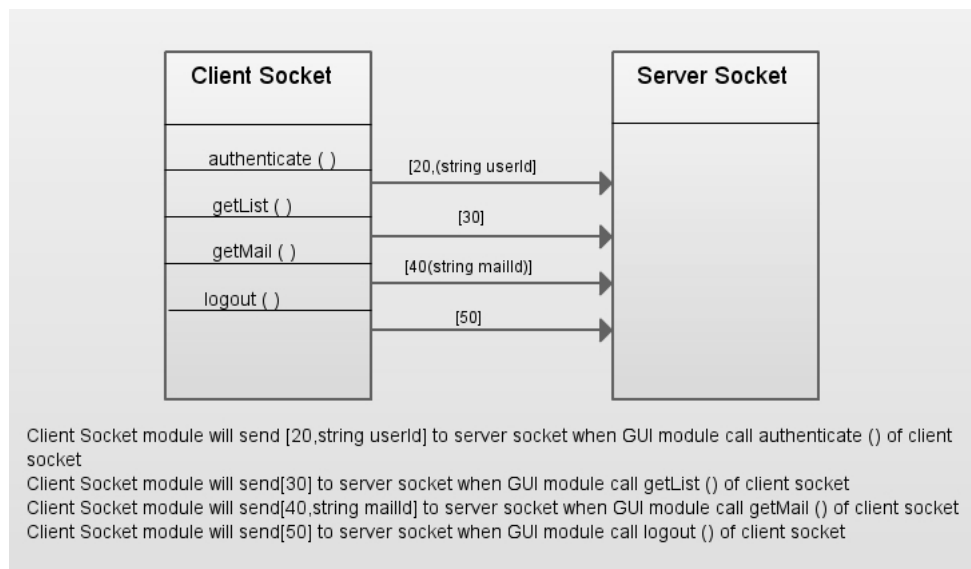 Client Socket
Server Socket
authenticate ( )
[20,(string userId]
getList ( )
[30]
getMail ( )
[40(string mailId)]
logout ( )
[50]
Client Socket module will send [20,string userId] to server socket when GUI module call authenticate () of client
socket
Client Socket module will send[30] to server socket when GUI module call getList () of client socket
Client Socket module will send[40,string mailId] to server socket when GUI module call getMail () of client socket
Client Socket module will send[50] to server socket when GUI module call logout () of client socket